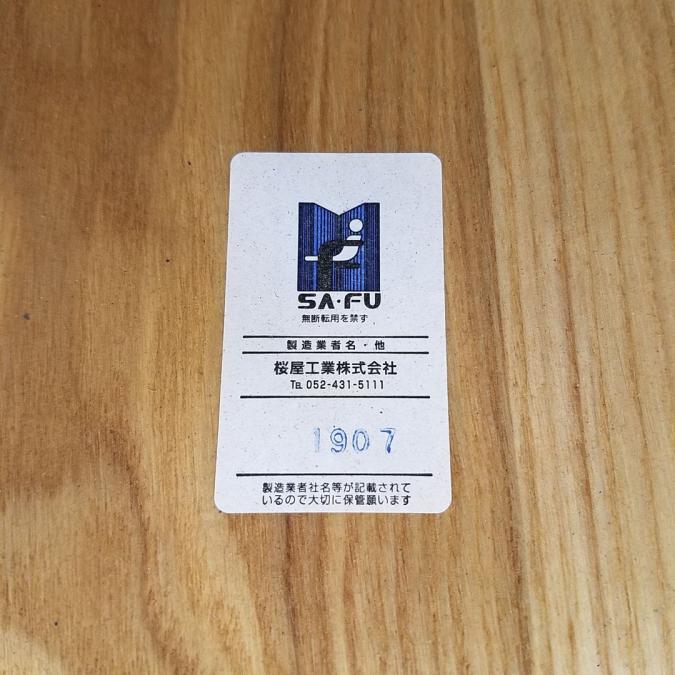 SA・FU
無断転用を禁ず
製造業者名・他
桜屋工業株式会社
℡ 052-431-5111
1907
製造業者社名等が記載されて
いるので大切に保管願います